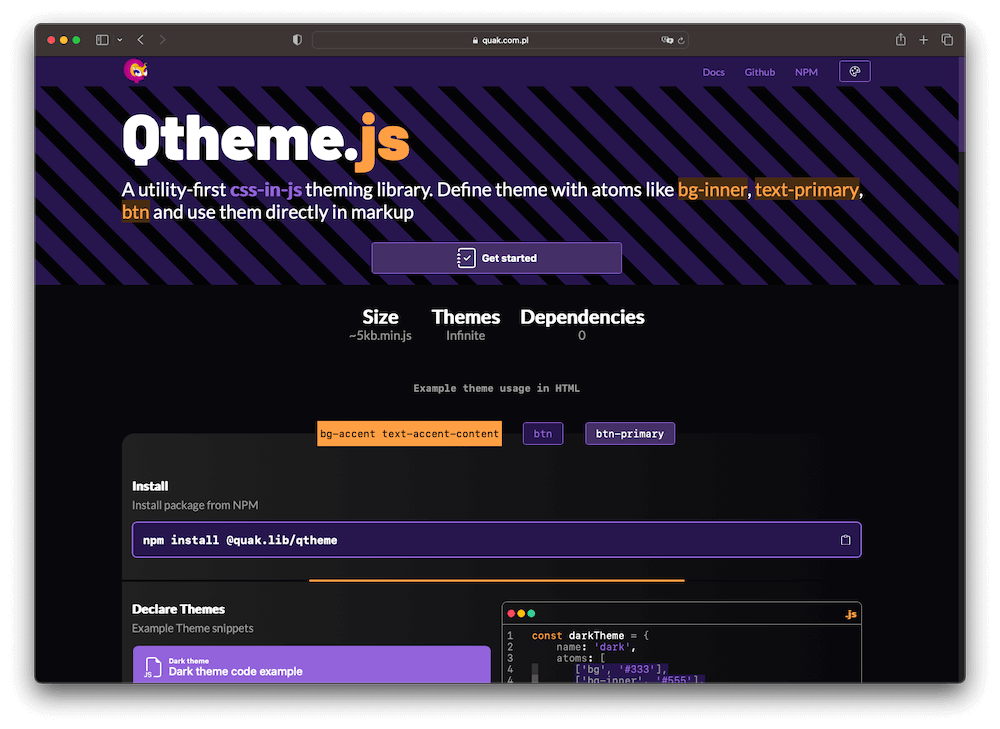 quak.com.pl
Docs Github NPM
Qtheme.js
A utility-first css-in-js theming library. Define theme with atoms like bg-inner, text-primary,
btn and use them directly in markup
Get started
Size Themes Dependencies
~5kb.min.js Infinite 0
Example theme usage in HTML
bg-accent text-accent-content btn btn-primary
Install
Install package from NPM
npm install @quak.lib/qtheme
Declare Themes
Example Theme snippets
JS
Dark theme
Dark theme code example
.js
1 const darkTheme = {
2 name: 'dark',
3 atoms: [
4 ['bg', '#333'],
4 ['bg-inner', '#555'],